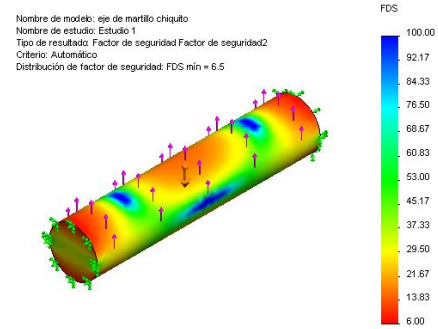 Nombre de modelo: eje de martillo chiquito
Nombre de estudio: Estudio 1
Tipo de resultado: Factor de seguridad Factor de seguridad2
Criterio: Automático
Distribución de factor de seguridad: FDS mín = 6.5
FDS
100.00
92.17
84.33
76.50
68.67
60.83
53.00
45.17
37.33
29.50
21.67
13.83
6.00